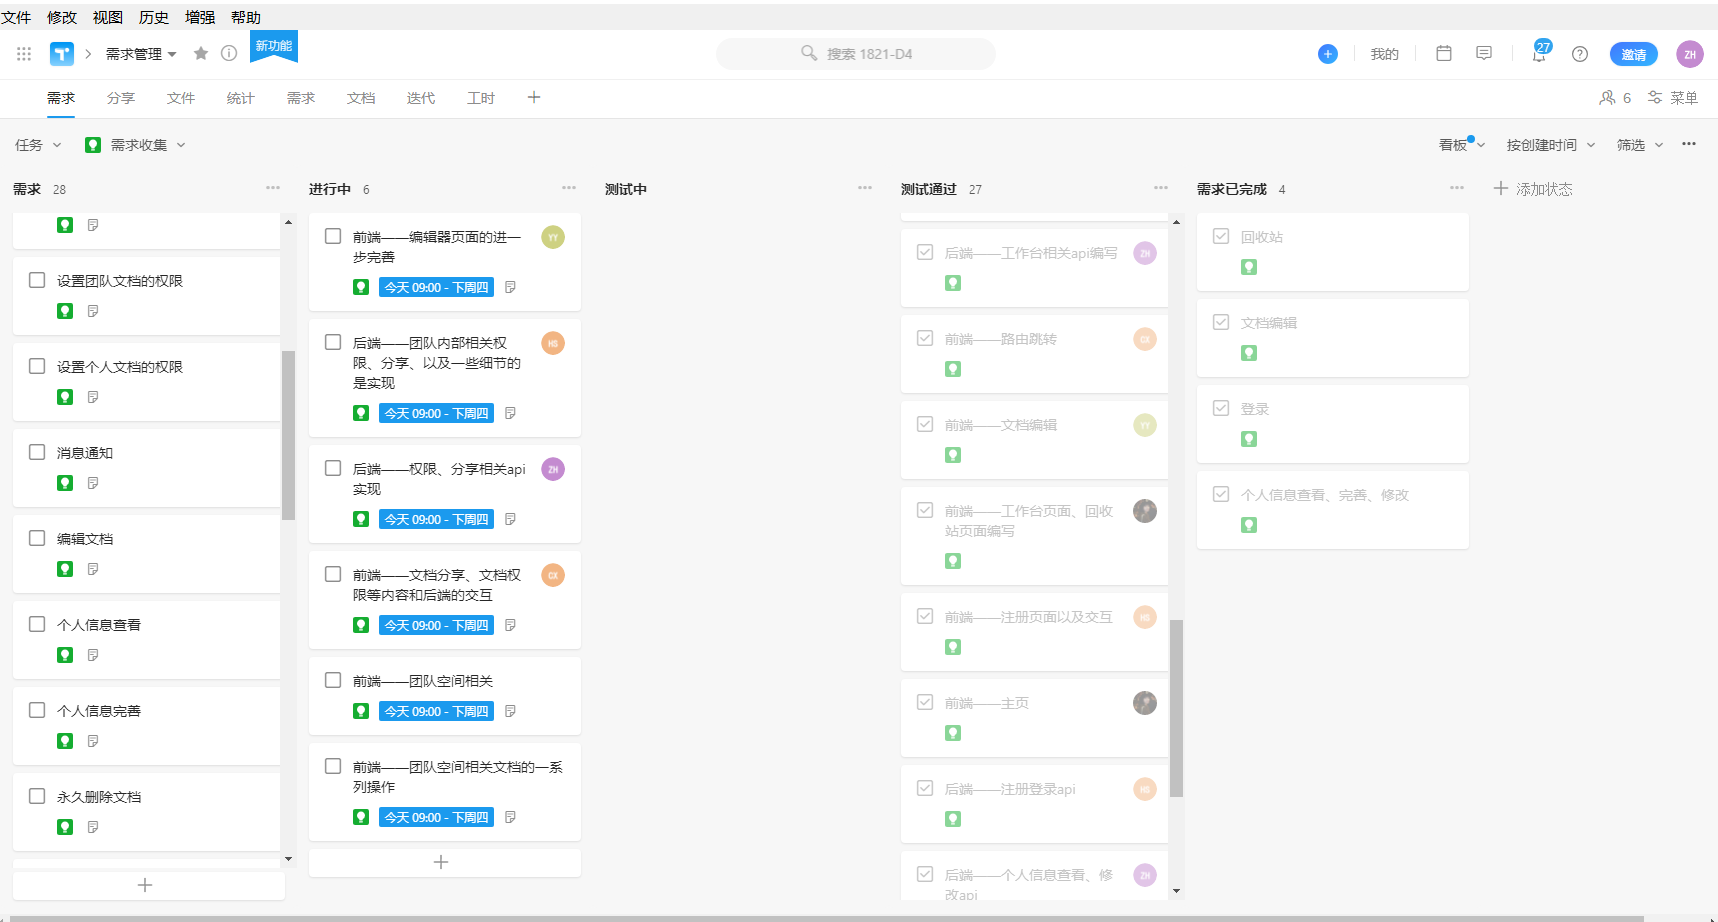 文件 修改 视图 历史 增强 帮助
需求管理 新功能 搜索 1821-D4 我的 27 邀请 ZH
需求 分享 文件 统计 需求 文档 迭代 工时 6 菜单
任务 需求收集 看板 按创建时间 筛选
需求 28
设置团队文档的权限
设置个人文档的权限
消息通知
编辑文档
个人信息查看
个人信息完善
永久删除文档
进行中 6
前端——编辑器页面的进一
步完善
YY
今天 09:00 - 下周四
后端——团队内部相关权
限、分享、以及一些细节的
是实现
HS
今天 09:00 - 下周四
后端——权限、分享相关api
实现
ZH
今天 09:00 - 下周四
前端——文档分享、文档权
限等内容和后端的交互
CX
今天 09:00 - 下周四
前端——团队空间相关
今天 09:00 - 下周四
前端——团队空间相关文档的一系
列操作
今天 09:00 - 下周四
测试中
测试通过 27
后端——工作台相关api编写
ZH
前端——路由跳转
CX
前端——文档编辑
YY
前端——工作台页面、回收
站页面编写
前端——注册页面以及交互
HS
前端——主页
后端——注册登录api
HS
后端——个人信息查看、修
改api
ZH
需求已完成 4
回收站
文档编辑
登录
个人信息查看、完善、修改
添加状态